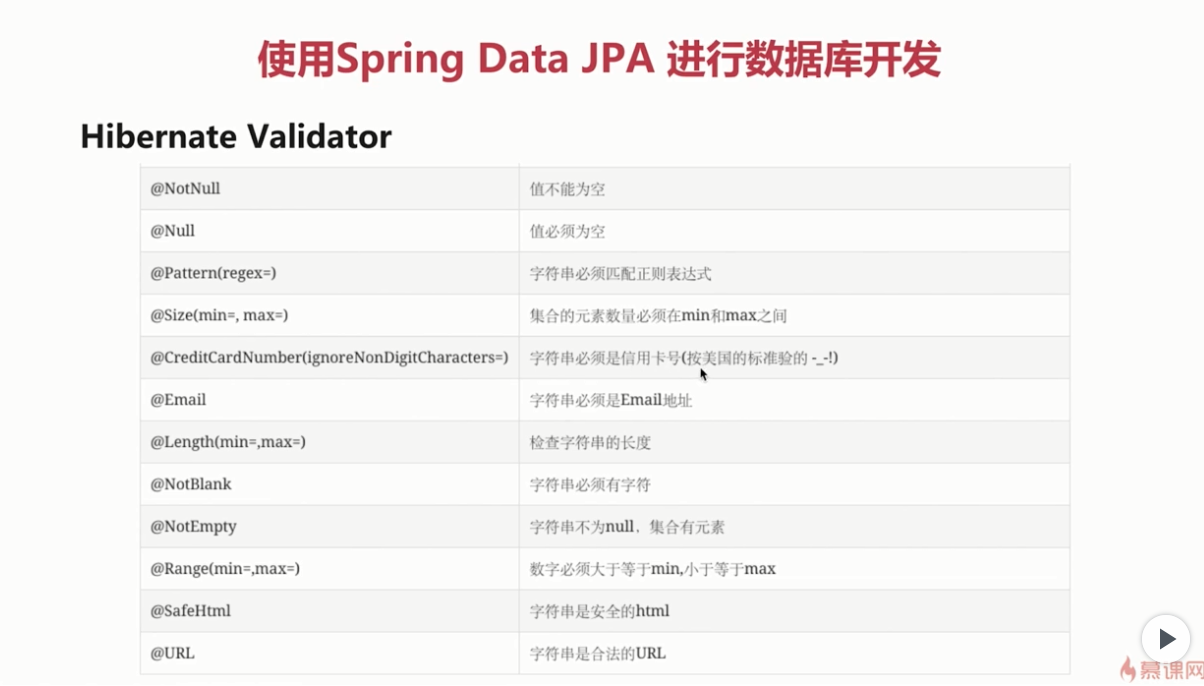 使用Spring Data JPA 进行数据库开发
Hibernate Validator
@NotNull 值不能为空
@Null 值必须为空
@Pattern(regex=) 字符串必须匹配正则表达式
@Size(min=, max=) 集合的元素数量必须在min和max之间
@CreditCardNumber(ignoreNonDigitCharacters=) 字符串必须是信用卡号(按美国的标准验的 -_-!)
@Email 字符串必须是Email地址
@Length(min=,max=) 检查字符串的长度
@NotBlank 字符串必须有字符
@NotEmpty 字符串不为null，集合有元素
@Range(min=,max=) 数字必须大于等于min,小于等于max
@SafeHtml 字符串是安全的html
@URL 字符串是合法的URL
慕课网